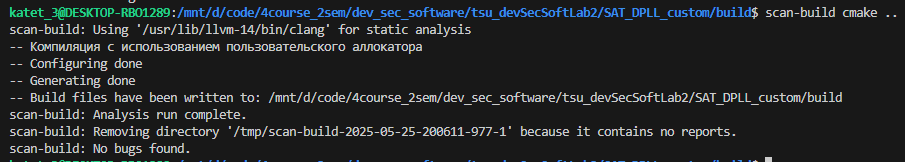 katet_3@DESKTOP-RBO1289:/mnt/d/code/4course_2sem/dev_sec_software/tsu_devSecSoftLab2/SAT_DPLL_custom/build$ scan-build cmake ..
scan-build: Using '/usr/lib/llvm-14/bin/clang' for static analysis
-- Компиляция с использованием пользовательского аллокатора
-- Configuring done
-- Generating done
-- Build files have been written to: /mnt/d/code/4course_2sem/dev_sec_software/tsu_devSecSoftLab2/SAT_DPLL_custom/build
scan-build: Analysis run complete.
scan-build: Removing directory '/tmp/scan-build-2025-05-25-200611-977-1' because it contains no reports.
scan-build: No bugs found.